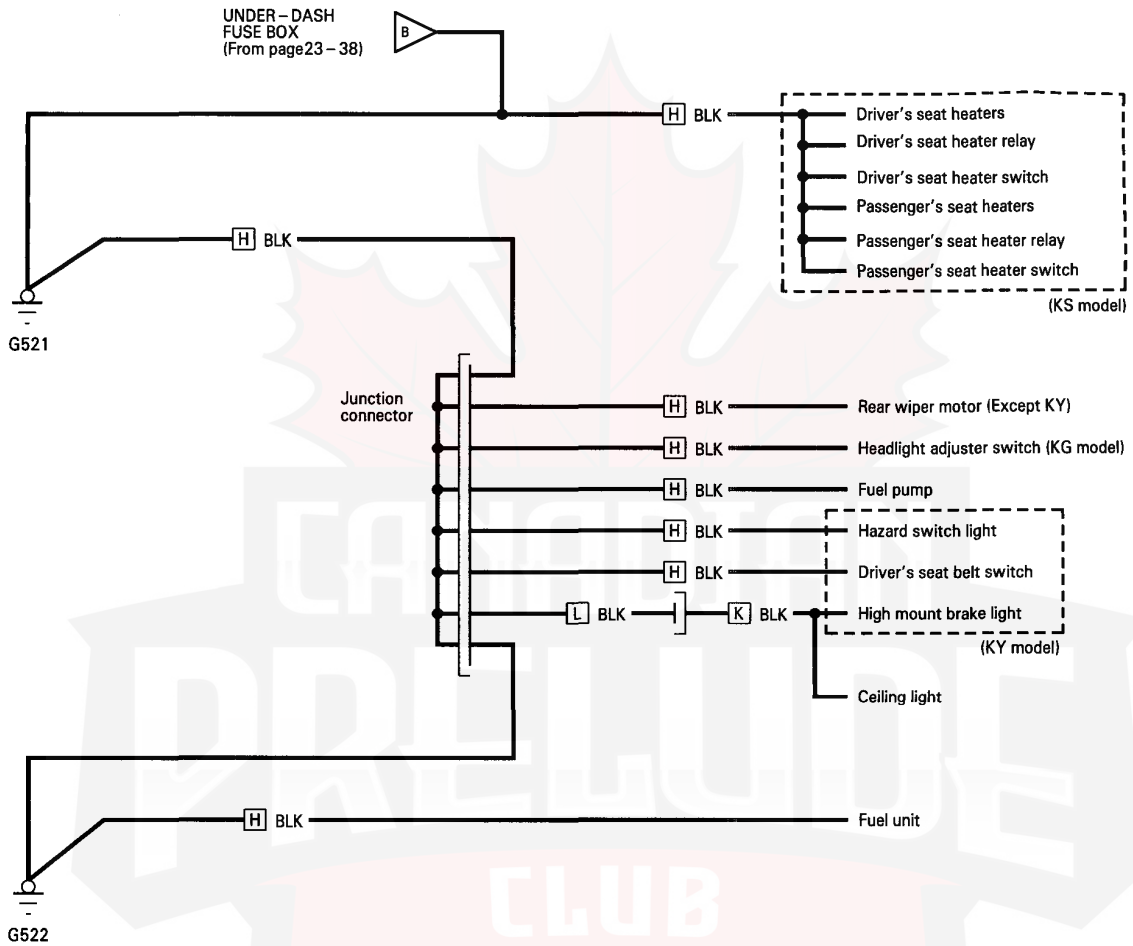 UNDER – DASH
FUSE BOX
(From page23 – 38)
B
H BLK
Driver's seat heaters
Driver's seat heater relay
Driver's seat heater switch
Passenger's seat heaters
Passenger's seat heater relay
Passenger's seat heater switch
(KS model)
H BLK
G521
Junction
connector
H BLK Rear wiper motor (Except KY)
H BLK Headlight adjuster switch (KG model)
H BLK Fuel pump
H BLK Hazard switch light
H BLK Driver's seat belt switch
L BLK K BLK High mount brake light
(KY model)
Ceiling light
H BLK Fuel unit
G522
CANADIAN
PRELUDE
CLUB